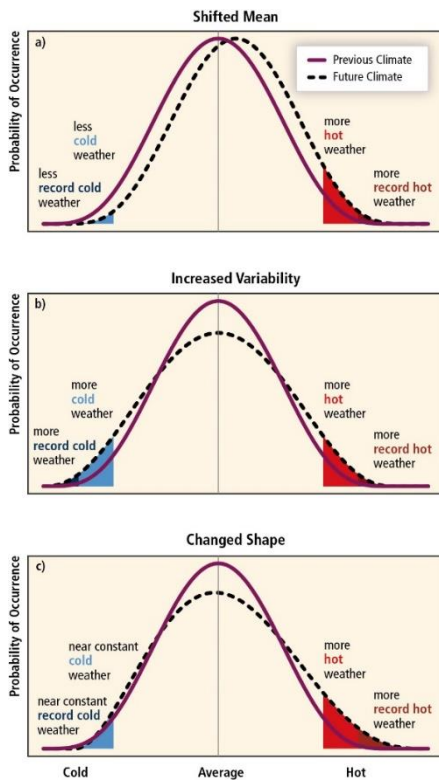 Shifted Mean
a)
Previous Climate
Future Climate
Probability of Occurrence
less
cold
weather
less
record cold
weather
more
hot
weather
more
record hot
weather
Increased Variability
b)
Probability of Occurrence
more
cold
weather
more
record cold
weather
more
hot
weather
more
record hot
weather
Changed Shape
c)
Probability of Occurrence
near constant
cold
weather
near constant
record cold
weather
more
hot
weather
more
record hot
weather
Cold
Average
Hot